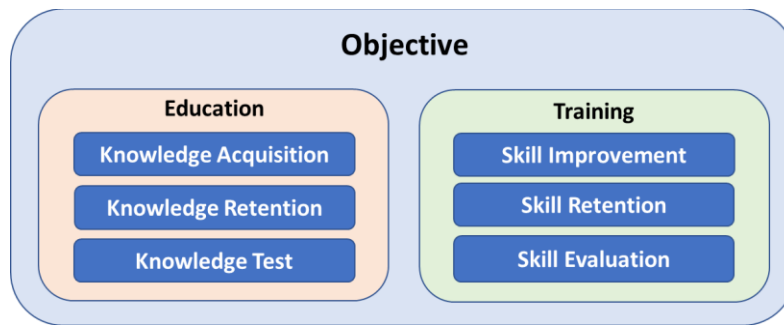 Objective
Education
Knowledge Acquisition
Knowledge Retention
Knowledge Test
Training
Skill Improvement
Skill Retention
Skill Evaluation